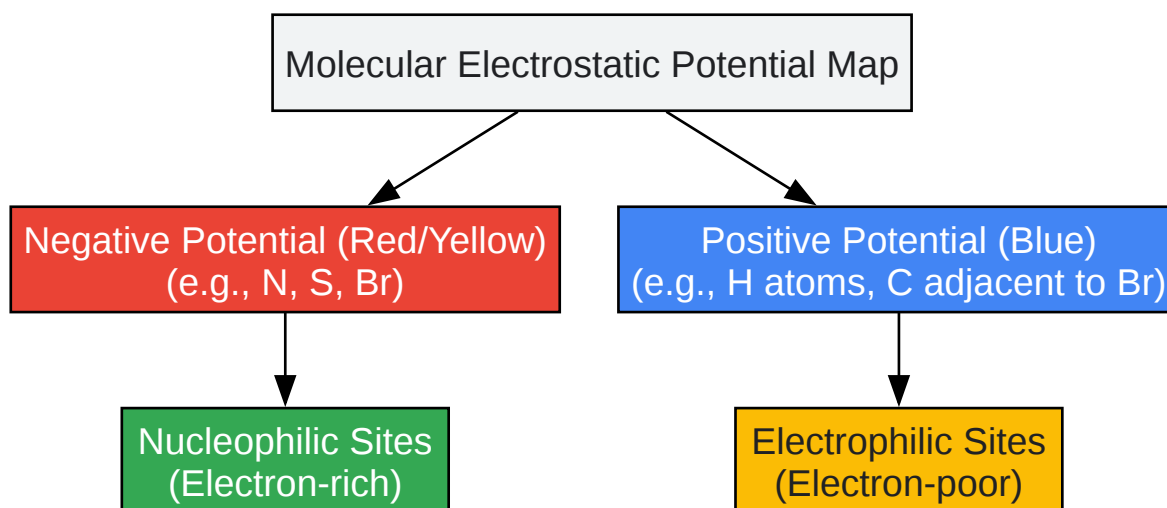 Molecular Electrostatic Potential Map
Negative Potential (Red/Yellow)
(e.g., N, S, Br)
Positive Potential (Blue)
(e.g., H atoms, C adjacent to Br)
Nucleophilic Sites
(Electron-rich)
Electrophilic Sites
(Electron-poor)